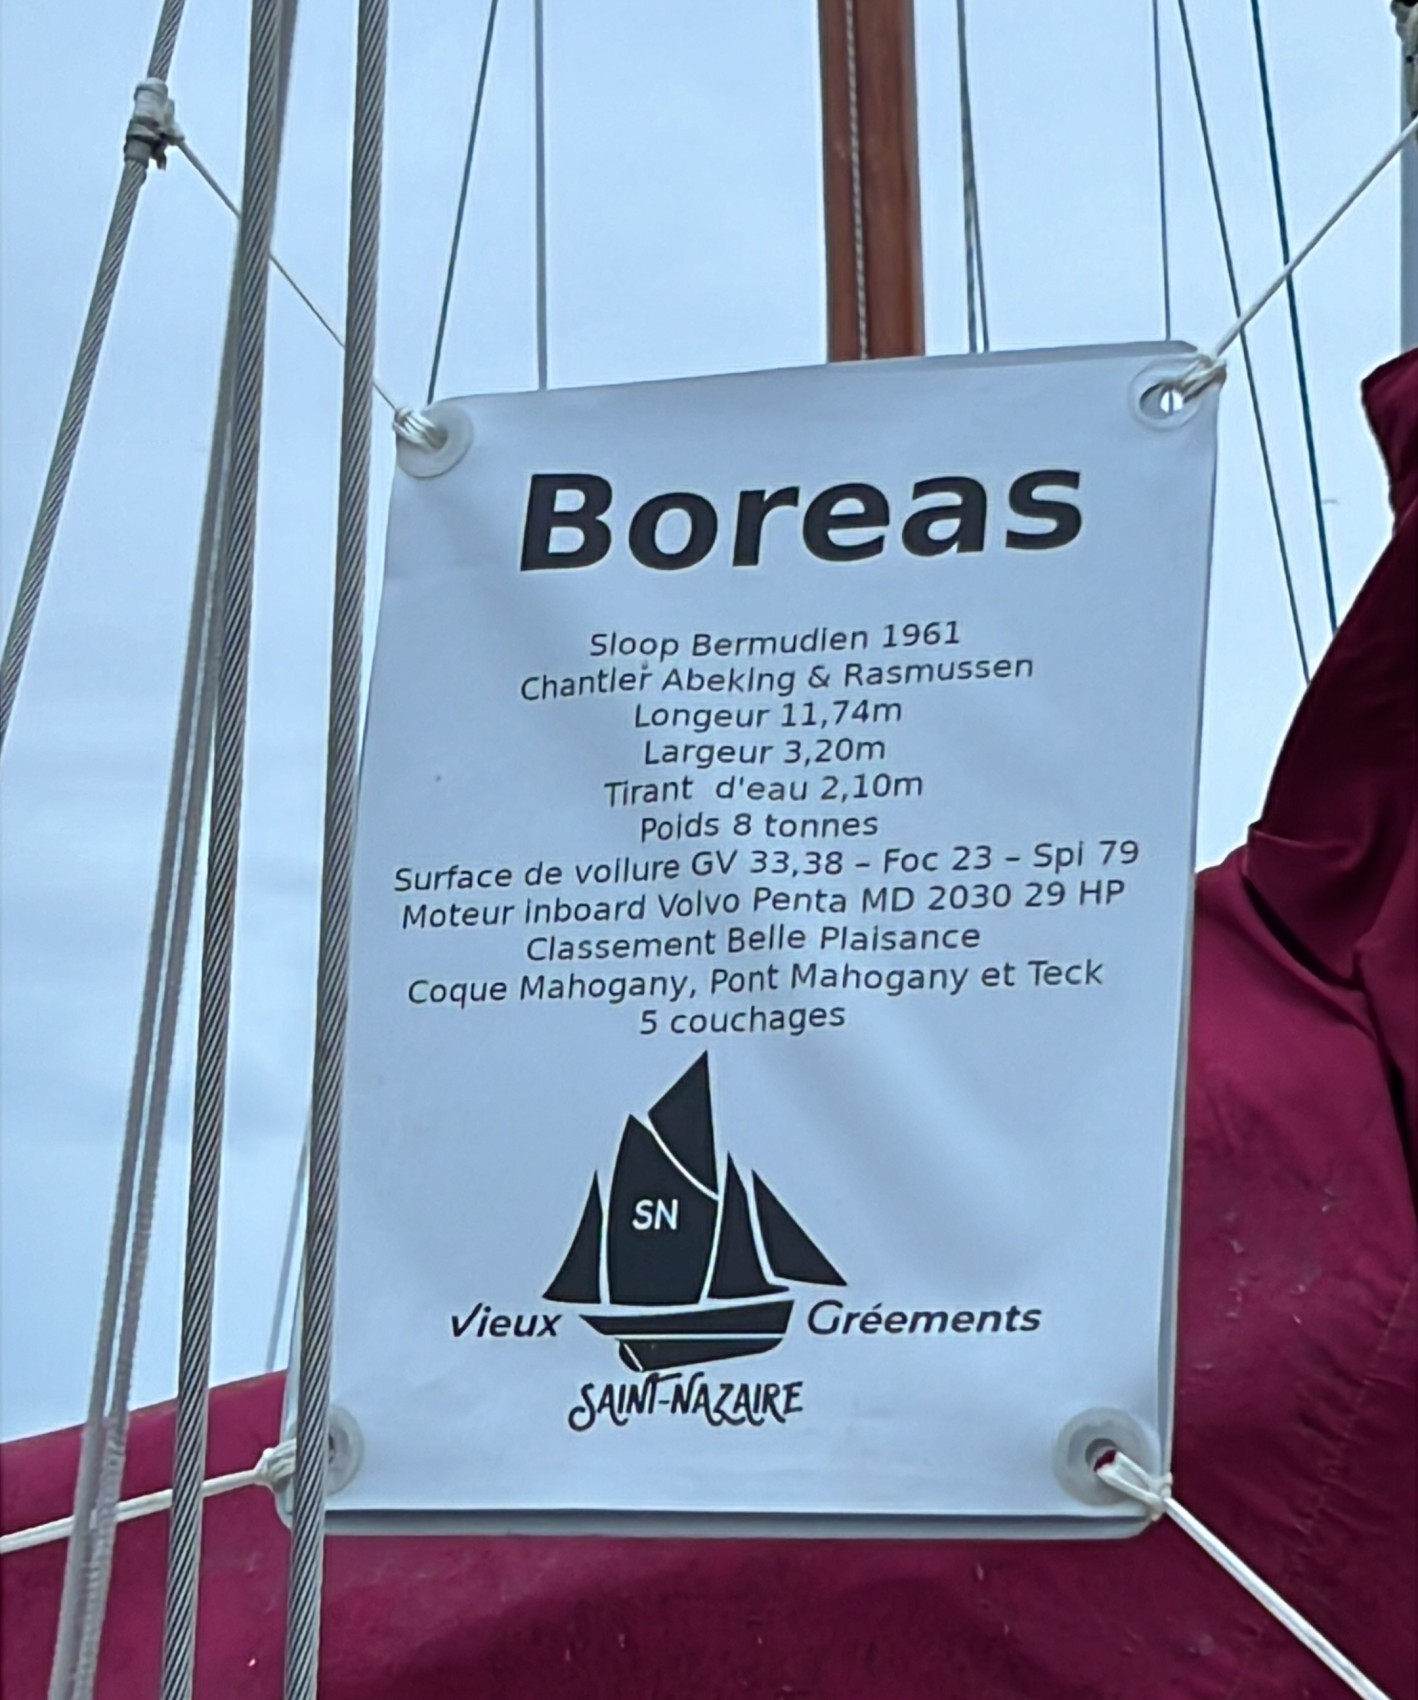 Boreas
Sloop Bermudien 1961
Chantier Abeking & Rasmussen
Longeur 11,74m
Largeur 3,20m
Tirant d'eau 2,10m
Poids 8 tonnes
Surface de voilure GV 33,38 – Foc 23 – Spi 79
Moteur inboard Volvo Penta MD 2030 29 HP
Classement Belle Plaisance
Coque Mahogany, Pont Mahogany et Teck
5 couchages
SN
Vieux Gréements
SAINT-NAZAIRE